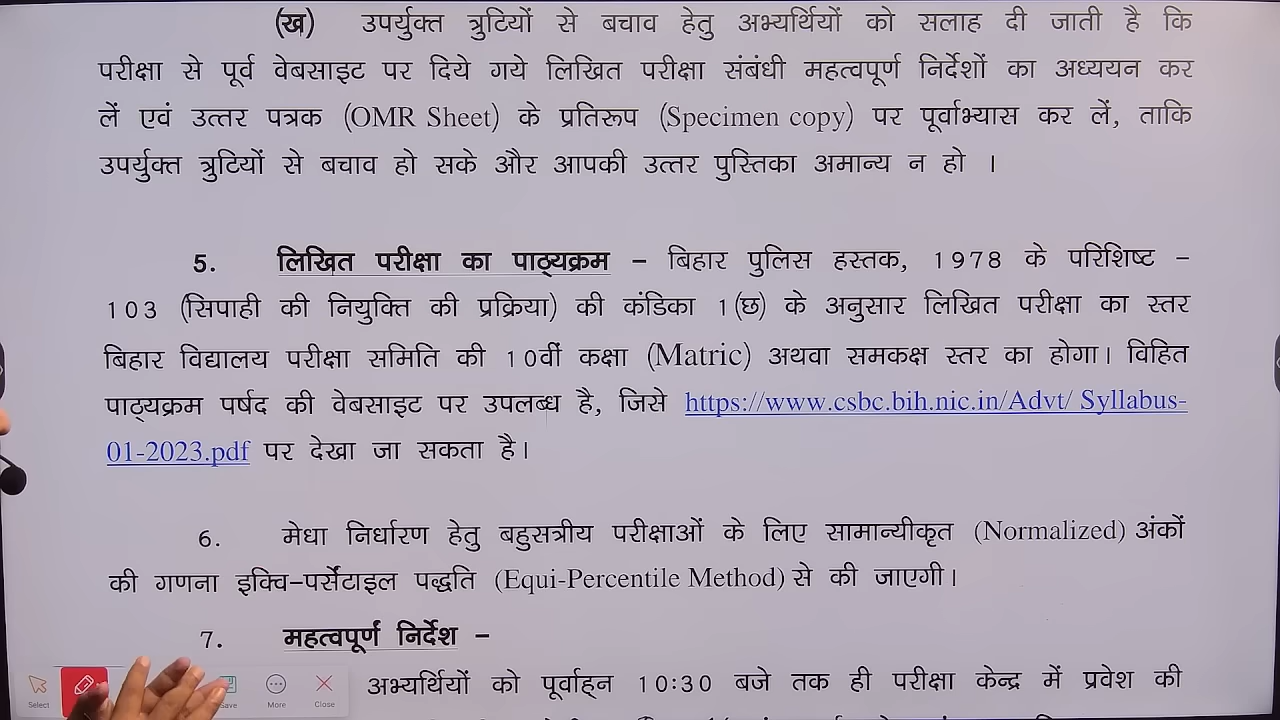 (ख) उपर्युक्त त्रुटियों से बचाव हेतु अभ्यर्थियों को सलाह दी जाती है कि
परीक्षा से पूर्व वेबसाइट पर दिये गये लिखित परीक्षा संबंधी महत्वपूर्ण निर्देशों का अध्ययन कर
लें एवं उत्तर पत्रक (OMR Sheet) के प्रतिरूप (Specimen copy) पर पूर्वाभ्यास कर लें, ताकि
उपर्युक्त त्रुटियों से बचाव हो सके और आपकी उत्तर पुस्तिका अमान्य न हो ।
5. लिखित परीक्षा का पाठ्यक्रम – बिहार पुलिस हस्तक, 1978 के परिशिष्ट –
103 (सिपाही की नियुक्ति की प्रक्रिया) की कंडिका 1(छ) के अनुसार लिखित परीक्षा का स्तर
बिहार विद्यालय परीक्षा समिति की 10वीं कक्षा (Matric) अथवा समकक्ष स्तर का होगा। विहित
पाठ्यक्रम पर्षद की वेबसाइट पर उपलब्ध है, जिसे https://www.csbc.bih.nic.in/Advt/ Syllabus-
01-2023.pdf पर देखा जा सकता है।
6. मेधा निर्धारण हेतु बहुसत्रीय परीक्षाओं के लिए सामान्यीकृत (Normalized) अंकों
की गणना इक्वि–पर्सेंटाइल पद्धति (Equi-Percentile Method) से की जाएगी।
7. महत्वपूर्ण निर्देश –
अभ्यर्थियों को पूर्वाह्न 10:30 बजे तक ही परीक्षा केन्द्र में प्रवेश की
Select More Close